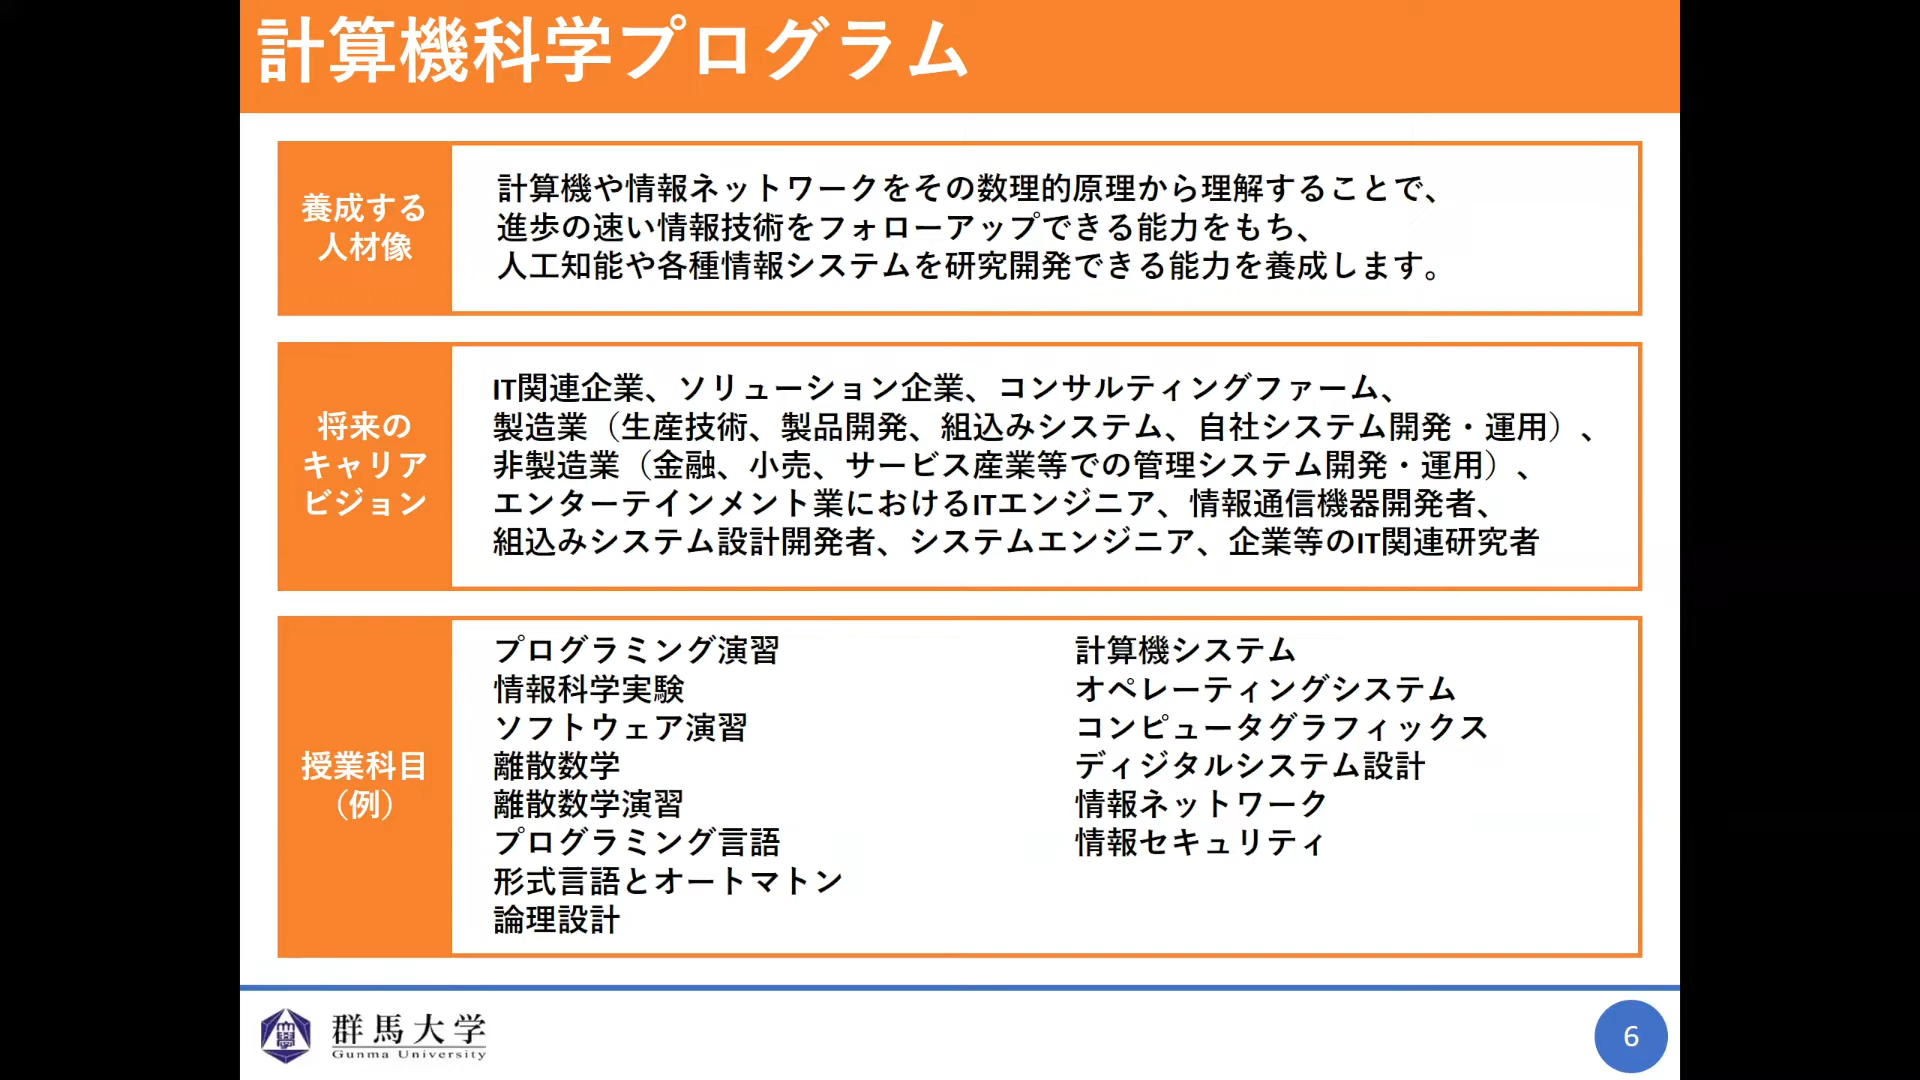 計算機科学プログラム
養成する
人材像
計算機や情報ネットワークをその数理的原理から理解することで、
進歩の速い情報技術をフォローアップできる能力をもち、
人工知能や各種情報システムを研究開発できる能力を養成します。
将来の
キャリア
ビジョン
IT関連企業、ソリューション企業、コンサルティングファーム、
製造業（生産技術、製品開発、組込みシステム、自社システム開発・運用）、
非製造業（金融、小売、サービス産業等での管理システム開発・運用）、
エンターテインメント業におけるITエンジニア、情報通信機器開発者、
組込みシステム設計開発者、システムエンジニア、企業等のIT関連研究者
授業科目
（例）
プログラミング演習
情報科学実験
ソフトウェア演習
離散数学
離散数学演習
プログラミング言語
形式言語とオートマトン
論理設計
計算機システム
オペレーティングシステム
コンピュータグラフィックス
ディジタルシステム設計
情報ネットワーク
情報セキュリティ
群馬大学
Gunma University
6